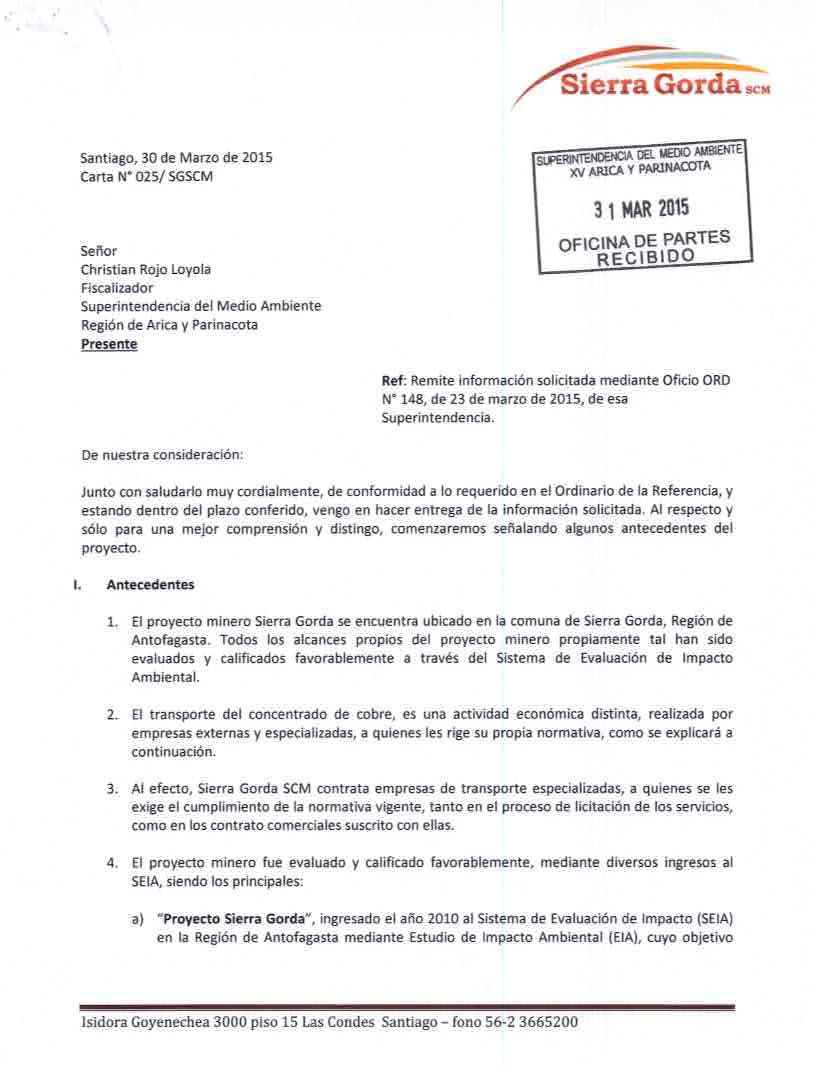 Sierra Gorda SCM
Santiago, 30 de Marzo de 2015
Carta N° 025/ SGSCM
SUPERINTENDENCIA DEL MEDIO AMBIENTE
XV ARICA Y PARINACOTA
31 MAR 2015
OFICINA DE PARTES
RECIBIDO
Señor
Christian Rojo Loyola
Fiscalizador
Superintendencia del Medio Ambiente
Región de Arica y Parinacota
Presente
Ref: Remite información solicitada mediante Oficio ORD
N° 148, de 23 de marzo de 2015, de esa
Superintendencia.
De nuestra consideración:
Junto con saludarlo muy cordialmente, de conformidad a lo requerido en el Ordinario de la Referencia, y
estando dentro del plazo conferido, vengo en hacer entrega de la información solicitada. Al respecto y
sólo para una mejor comprensión y distingo, comenzaremos señalando algunos antecedentes del
proyecto.
I. Antecedentes
1. El proyecto minero Sierra Gorda se encuentra ubicado en la comuna de Sierra Gorda, Región de
Antofagasta. Todos los alcances propios del proyecto minero propiamente tal han sido
evaluados y calificados favorablemente a través del Sistema de Evaluación de Impacto
Ambiental.
2. El transporte del concentrado de cobre, es una actividad económica distinta, realizada por
empresas externas y especializadas, a quienes les rige su propia normativa, como se explicará a
continuación.
3. Al efecto, Sierra Gorda SCM contrata empresas de transporte especializadas, a quienes se les
exige el cumplimiento de la normativa vigente, tanto en el proceso de licitación de los servicios,
como en los contrato comerciales suscrito con ellas.
4. El proyecto minero fue evaluado y calificado favorablemente, mediante diversos ingresos al
SEIA, siendo los principales:
a) "Proyecto Sierra Gorda", ingresado el año 2010 al Sistema de Evaluación de Impacto (SEIA)
en la Región de Antofagasta mediante Estudio de Impacto Ambiental (EIA), cuyo objetivo
Isidora Goyenechea 3000 piso 15 Las Condes Santiago – fono 56-2 3665200